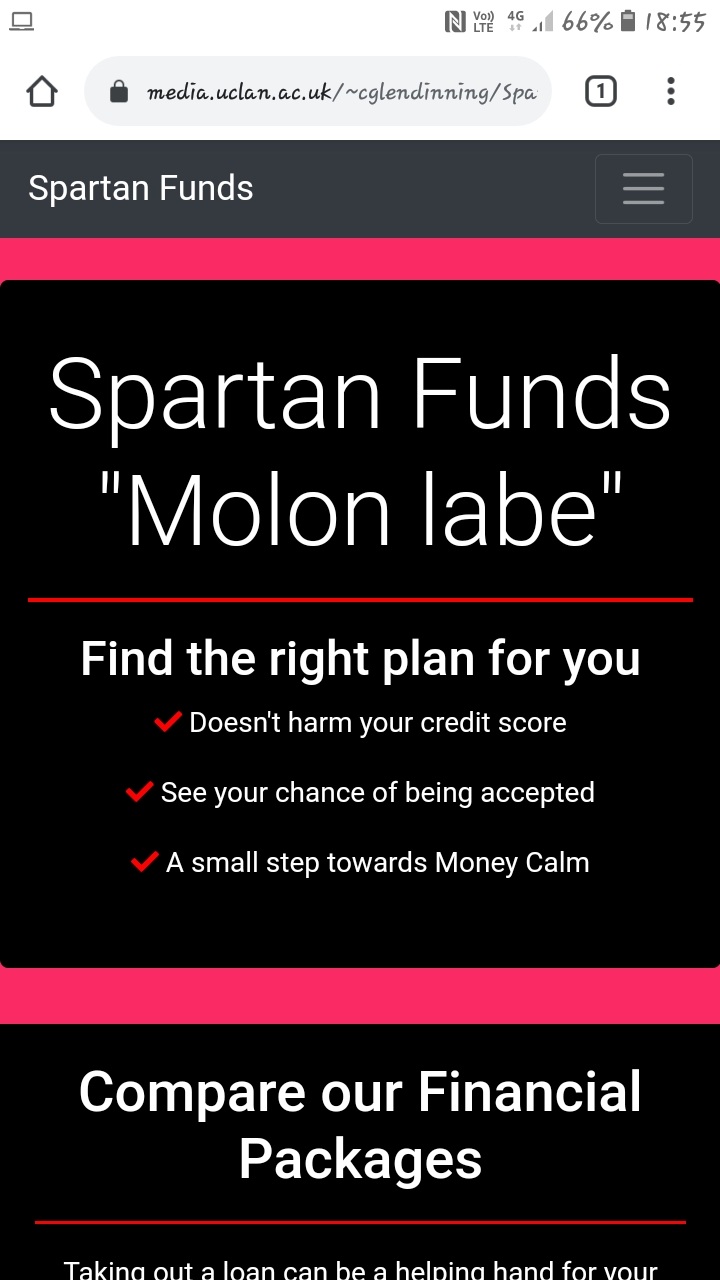 Vo))
LTE
4G
66%
18:55
media.uclan.ac.uk/~cglendinning/Spa
1
Spartan Funds
Spartan Funds
"Molon labe"
Find the right plan for you
Doesn't harm your credit score
See your chance of being accepted
A small step towards Money Calm
Compare our Financial
Packages
Taking out a loan can be a helping hand for your